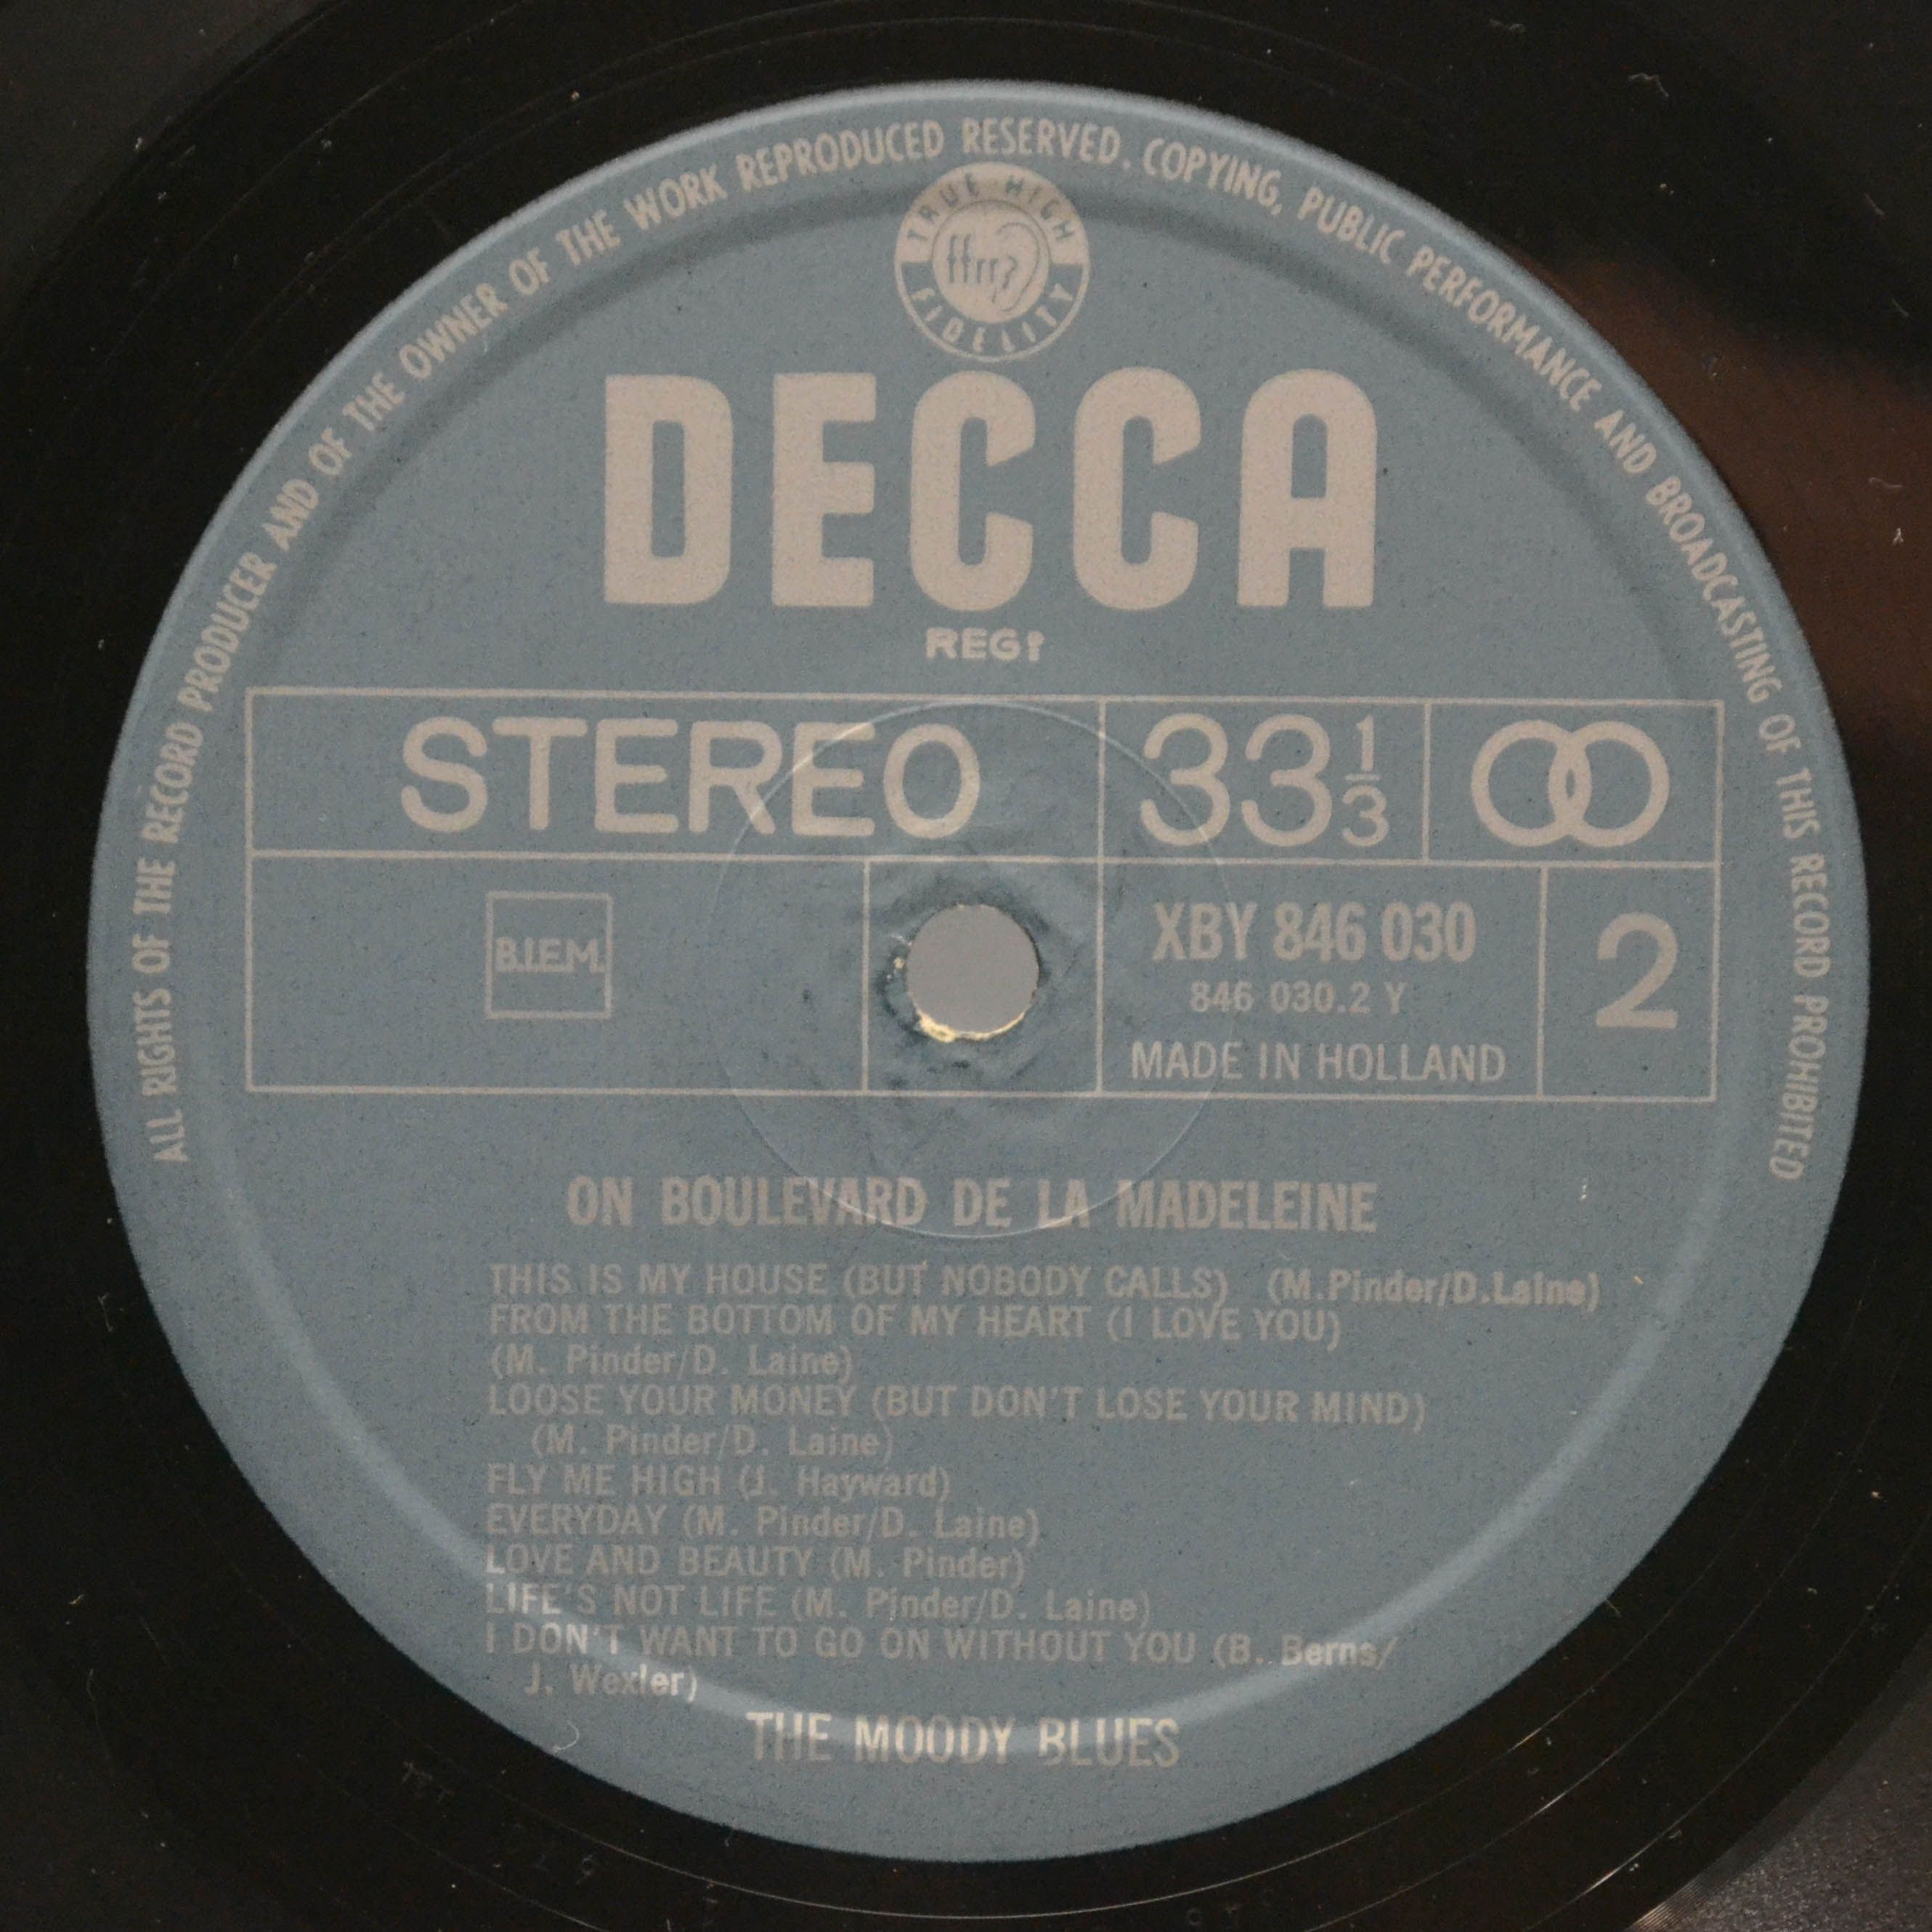 ALL RIGHTS OF THE RECORD PRODUCER AND OF THE OWNER OF THE WORK REPRODUCED RESERVED. COPYING, PUBLIC PERFORMANCE AND BROADCASTING OF THIS RECORD PROHIBITED
TRUE HIGH
ffrr
FIDELITY
DECCA
REGD
STEREO 33 1/3
B.I.E.M. XBY 846 030 2
846 030.2 Y
MADE IN HOLLAND
ON BOULEVARD DE LA MADELEINE
THIS IS MY HOUSE (BUT NOBODY CALLS) (M.Pinder/D.Laine)
FROM THE BOTTOM OF MY HEART (I LOVE YOU)
(M. Pinder/D. Laine)
LOOSE YOUR MONEY (BUT DON'T LOSE YOUR MIND)
(M. Pinder/D. Laine)
FLY ME HIGH (J. Hayward)
EVERYDAY (M. Pinder/D. Laine)
LOVE AND BEAUTY (M. Pinder)
LIFE'S NOT LIFE (M. Pinder/D. Laine)
I DON'T WANT TO GO ON WITHOUT YOU (B. Berns/
J. Wexler)
THE MOODY BLUES